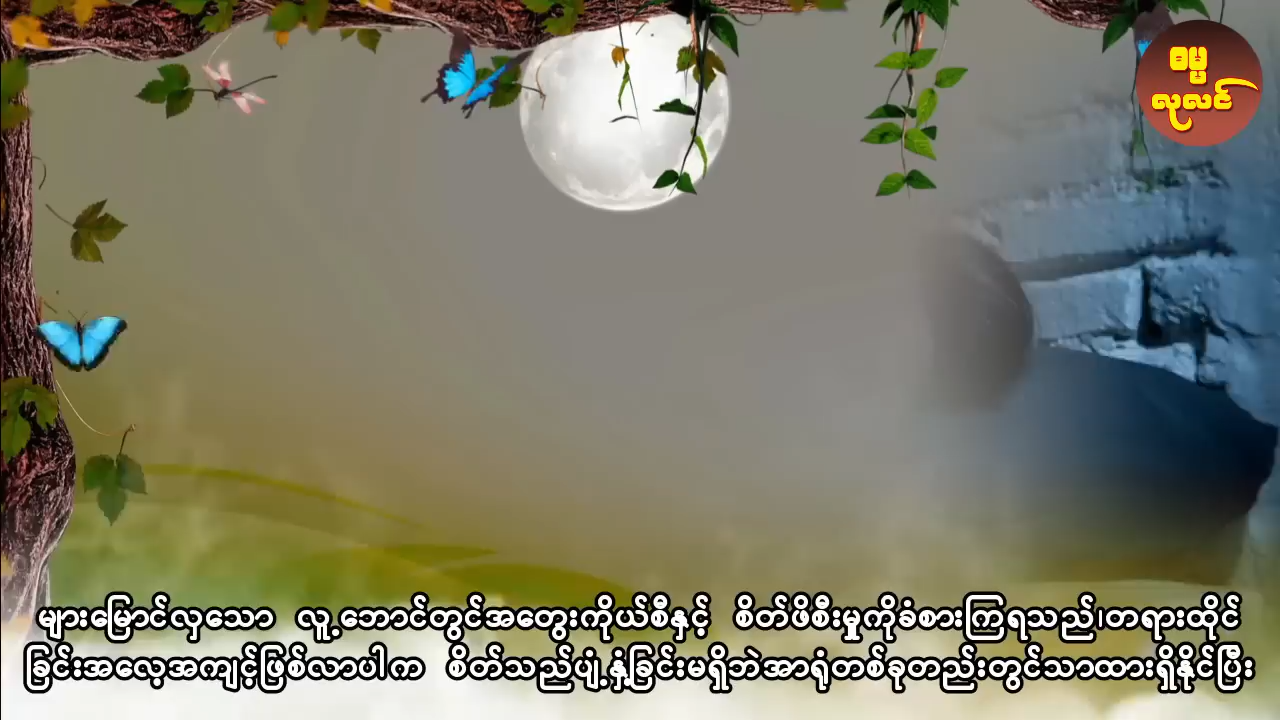 ဓမ္မ
လုလင်
များမြောင်လှသော လူ့ဘောင်တွင်အတွေးကိုယ်စီနှင့် စိတ်ဖိစီးမှုကိုခံစားကြရသည်၊တရားထိုင်
ခြင်းအလေ့အကျင့်ဖြစ်လာပါက စိတ်သည်ပျံ့နှံ့ခြင်းမရှိဘဲအာရုံတစ်ခုတည်းတွင်သာထားရှိနိုင်ပြီး